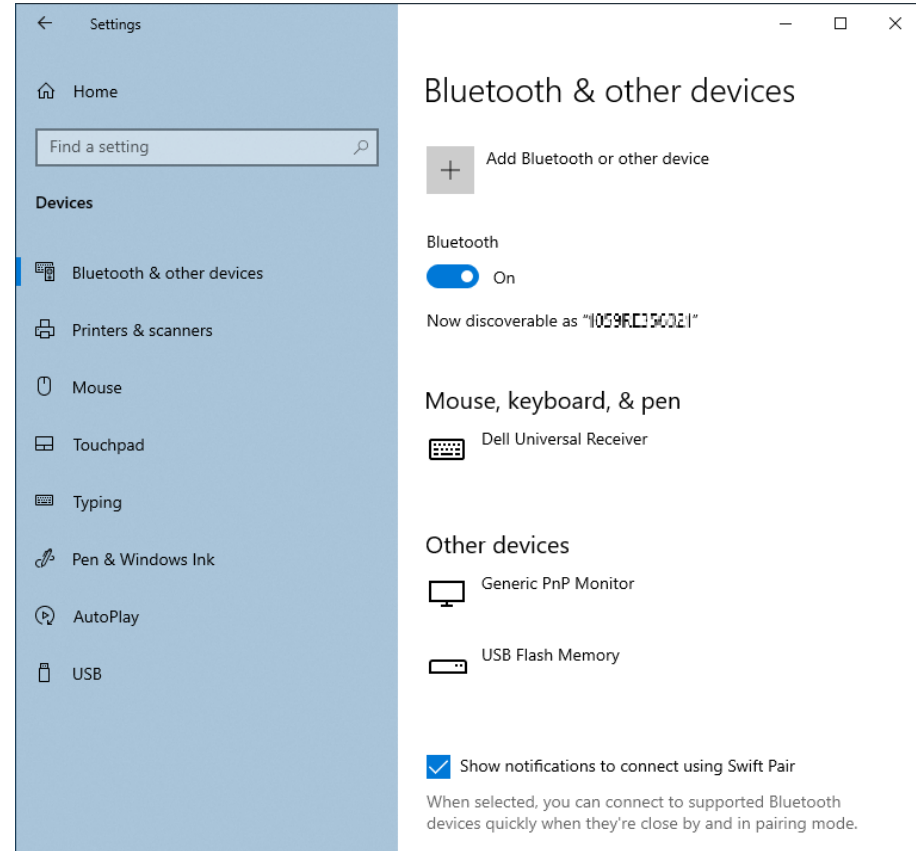 Settings
Home
Find a setting
Devices
Bluetooth & other devices
Printers & scanners
Mouse
Touchpad
Typing
Pen & Windows Ink
AutoPlay
USB
Bluetooth & other devices
Add Bluetooth or other device
Bluetooth
On
Now discoverable as
Mouse, keyboard, & pen
Dell Universal Receiver
Other devices
Generic PnP Monitor
USB Flash Memory
Show notifications to connect using Swift Pair
When selected, you can connect to supported Bluetooth
devices quickly when they're close by and in pairing mode.